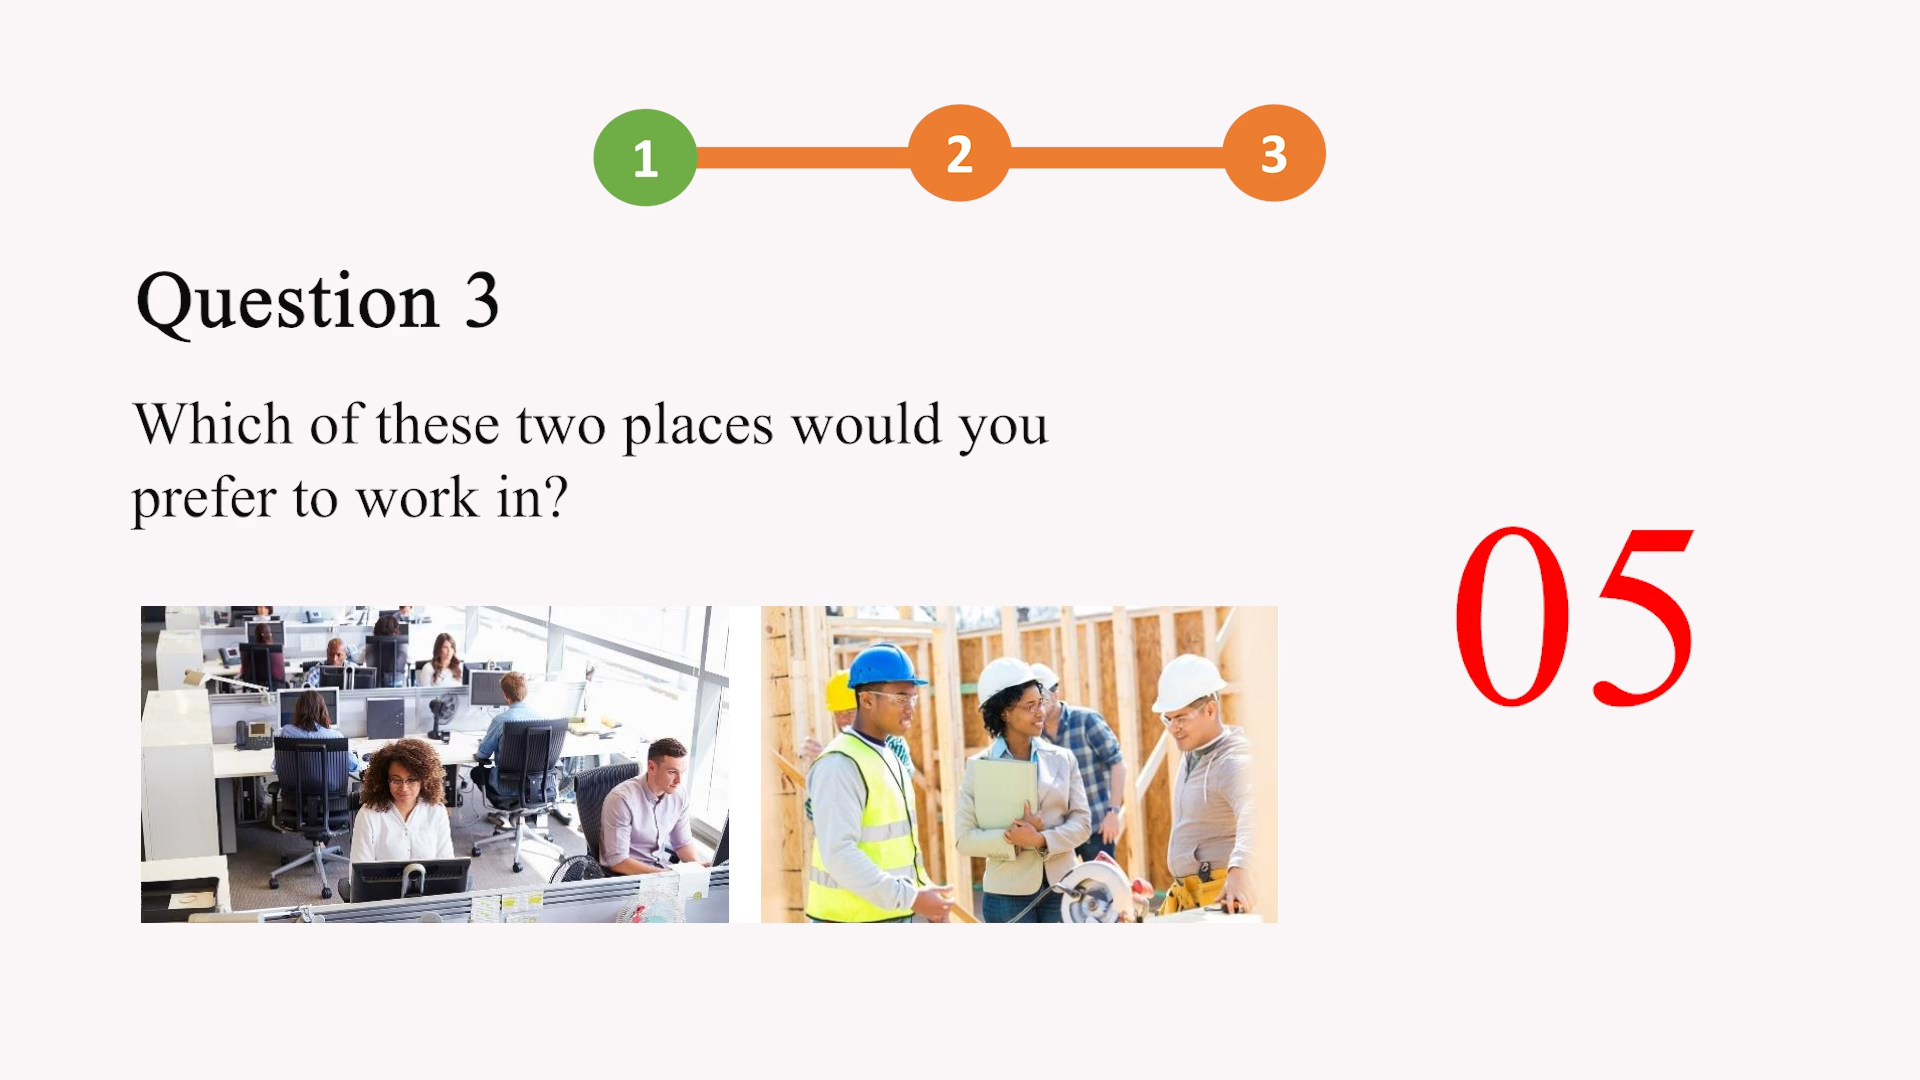 1 2 3
Question 3
Which of these two places would you
prefer to work in?
05